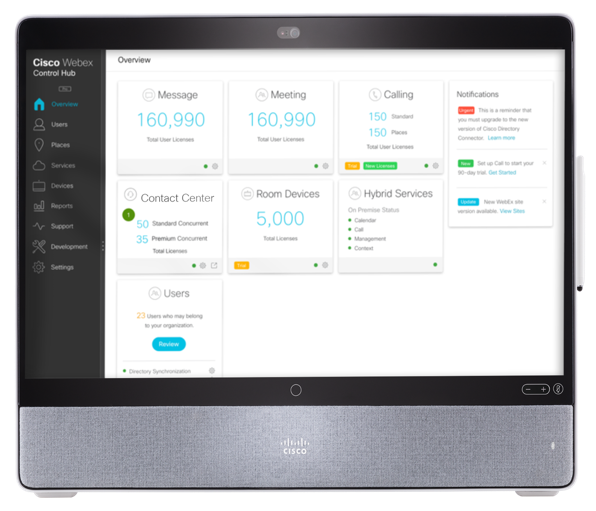 Cisco Webex
Control Hub
Overview
Users
Places
Services
Devices
Reports
Support
Development
Settings
Overview
Message
160,990
Total User Licenses
Meeting
160,990
Total User Licenses
Calling
150 Standard
150 Places
Total User Licenses
Trial
New Licenses
Contact Center
1
50 Standard Concurrent
35 Premium Concurrent
Total Licenses
Room Devices
5,000
Total Licenses
Trial
Hybrid Services
On Premise Status
Calendar
Call
Management
Context
Users
23 Users who may belong
to your organization
Review
Directory Synchronization
Notifications
Urgent This is a reminder that
you must upgrade to the new
version of Cisco Directory
Connector. Learn more
New Set up Call to start your
60-day trial. Get Started
×
Update New WebEx site
version available. View Sites
×
− +
CISCO